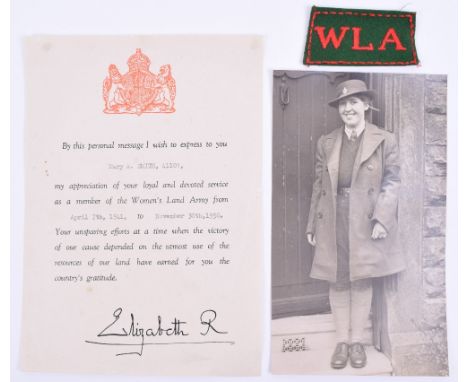 By this personal message I wish to express to you
Mary A. SMITH,
my appreciation of your loyal and devoted service
as a member of the Women's Land Army from
April 7th, 1941. to November 30th, 1950.
Your unsparing efforts at a time when the victory
of our cause depended on the utmost use of the
resources of our land have earned for you the
country's gratitude.
Elizabeth R
WLA